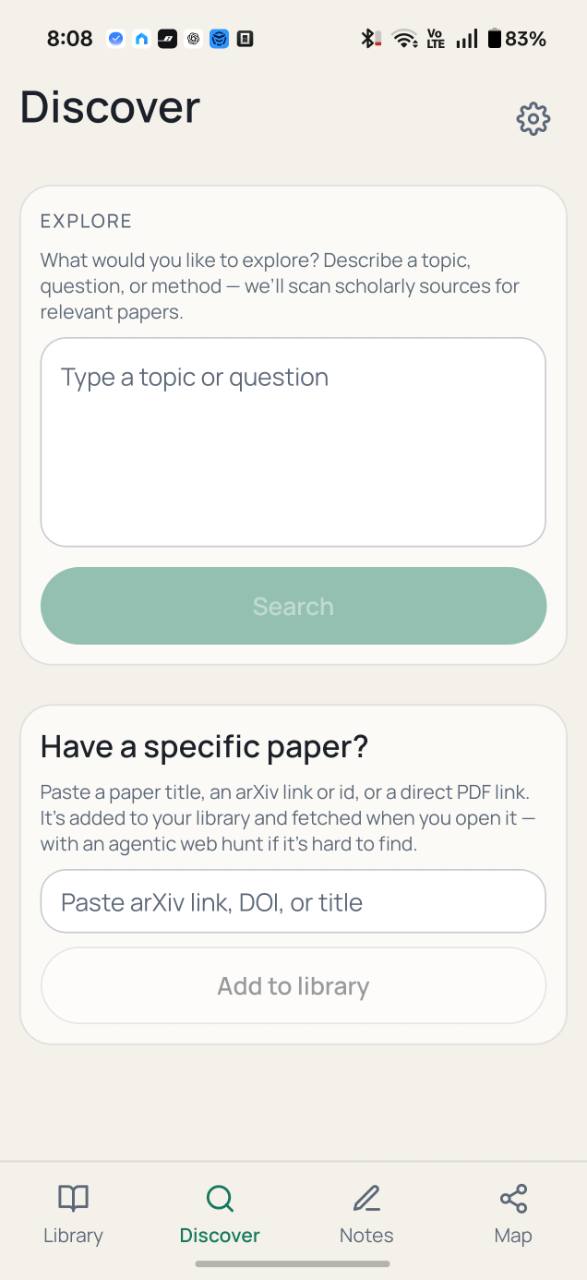 8:08
Vo
LTE
83%
Discover
EXPLORE
What would you like to explore? Describe a topic,
question, or method — we'll scan scholarly sources for
relevant papers.
Type a topic or question
Search
Have a specific paper?
Paste a paper title, an arXiv link or id, or a direct PDF link.
It's added to your library and fetched when you open it —
with an agentic web hunt if it's hard to find.
Paste arXiv link, DOI, or title
Add to library
Library
Discover
Notes
Map